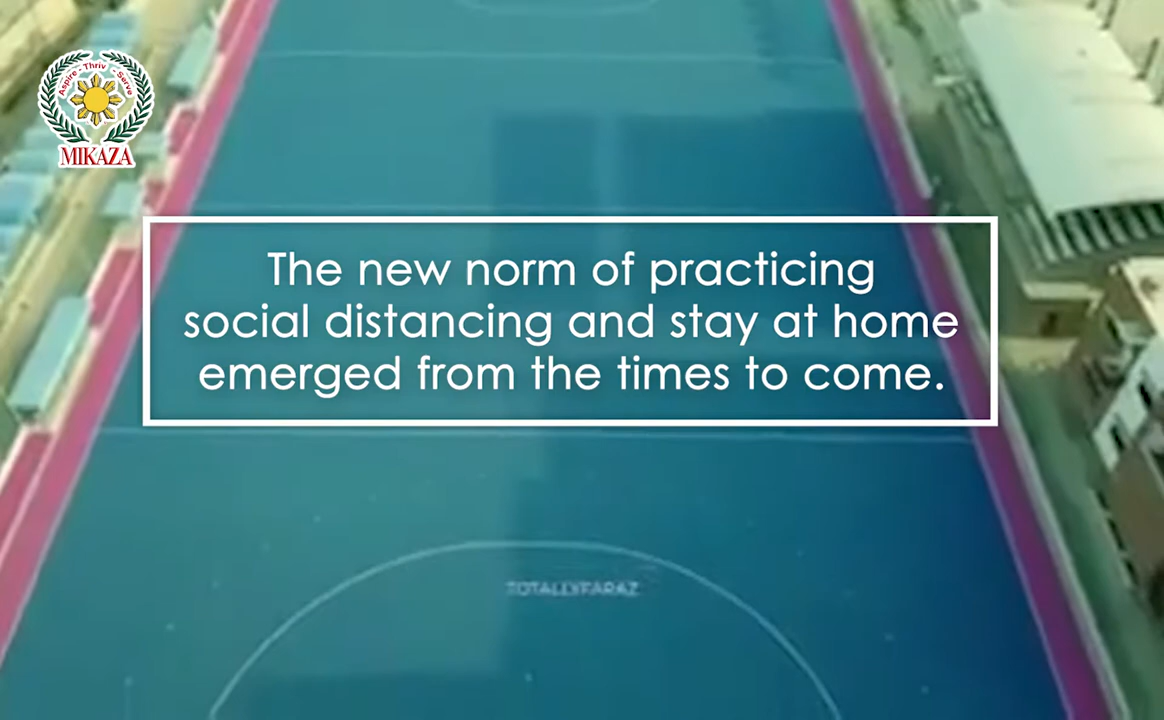 Aspire - Thriv - Serve
MIKAZA
The new norm of practicing
social distancing and stay at home
emerged from the times to come.
TOTALLYFARAZ